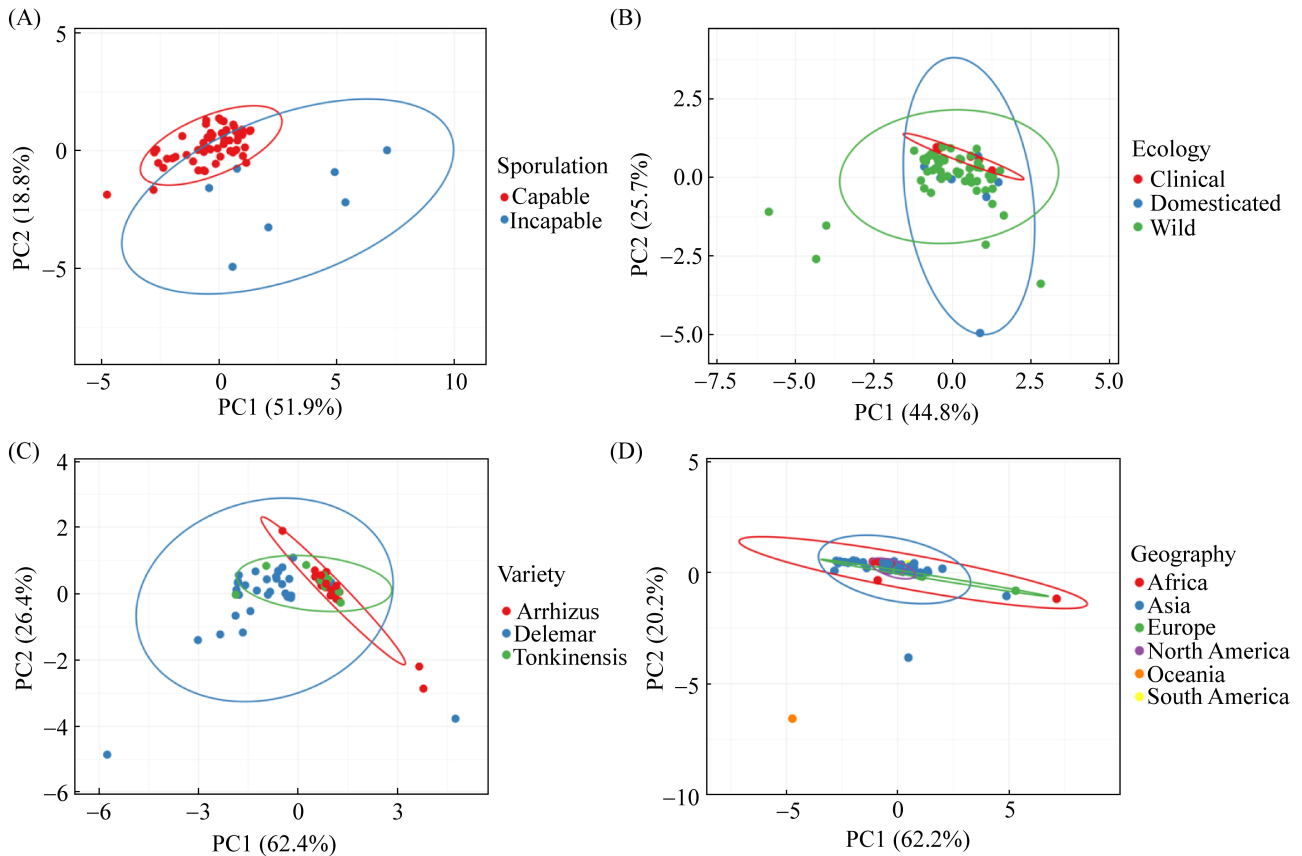 (A)
5
0
−5
PC2 (18.8%)
−5
0
5
10
PC1 (51.9%)
Sporulation
Capable
Incapable
(B)
2.5
0.0
−2.5
−5.0
PC2 (25.7%)
−7.5
−5.0
−2.5
0.0
2.5
5.0
PC1 (44.8%)
Ecology
Clinical
Domesticated
Wild
(C)
4
2
0
−2
−4
−6
PC2 (26.4%)
−6
−3
0
3
PC1 (62.4%)
Variety
Arrhizus
Delemar
Tonkinensis
(D)
5
0
−5
−10
PC2 (20.2%)
−5
0
5
PC1 (62.2%)
Geography
Africa
Asia
Europe
North America
Oceania
South America